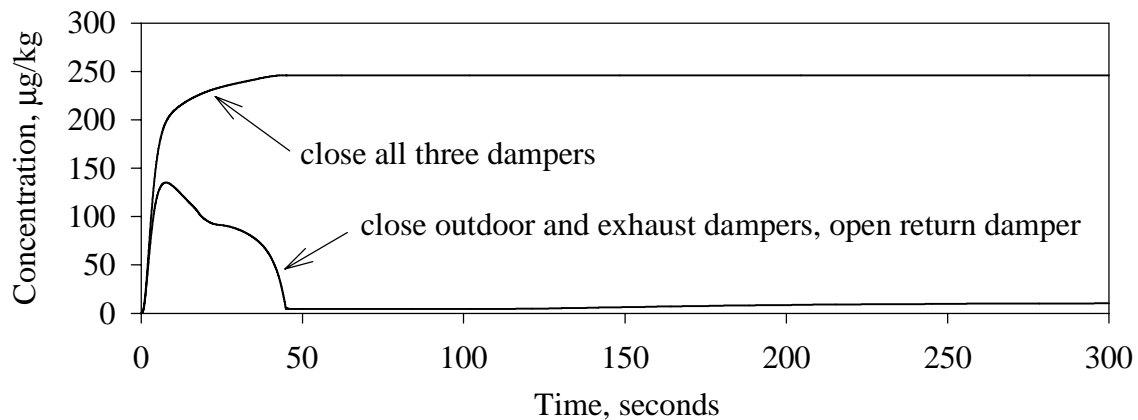 300
250
200
150
100
50
0
Concentration, μg/kg
close all three dampers
close outdoor and exhaust dampers, open return damper
0 50 100 150 200 250 300
Time, seconds